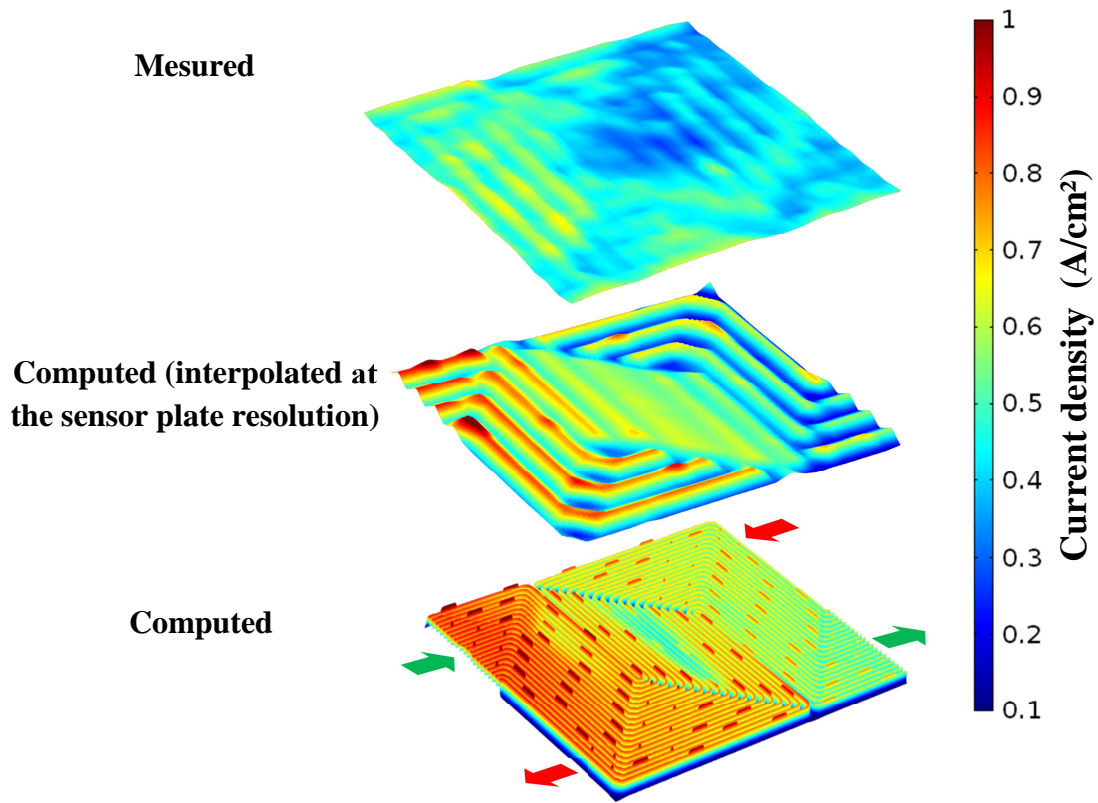 Mesured
Computed (interpolated at
the sensor plate resolution)
Computed
1
0.9
0.8
0.7
0.6
0.5
0.4
0.3
0.2
0.1
Current density (A/cm²)